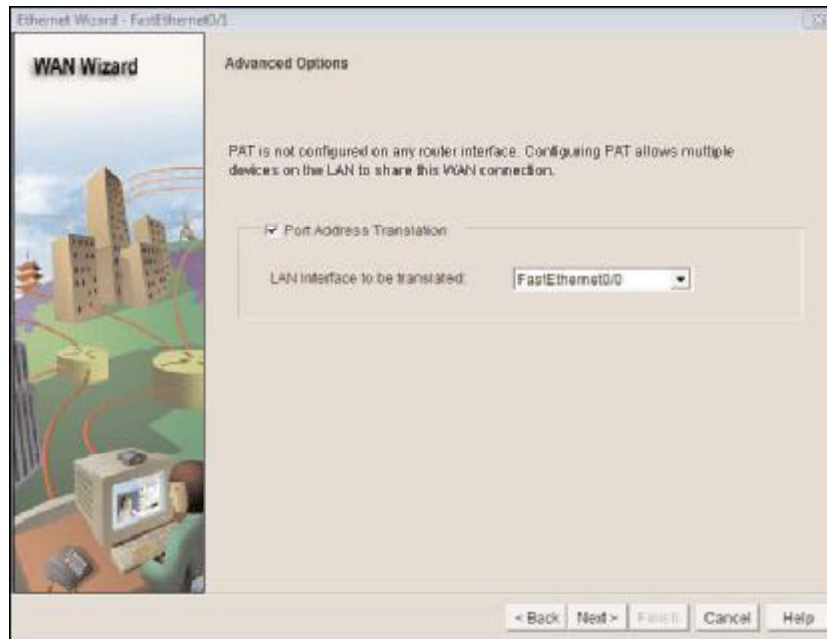 Ethernet Wizard - FastEthernet0/1
WAN Wizard
Advanced Options
PAT is not configured on any router interface. Configuring PAT allows multiple
devices on the LAN to share this WAN connection.
Port Address Translation
LAN Interface to be translated:
FastEthernet0/0
< Back
Next >
Finish
Cancel
Help